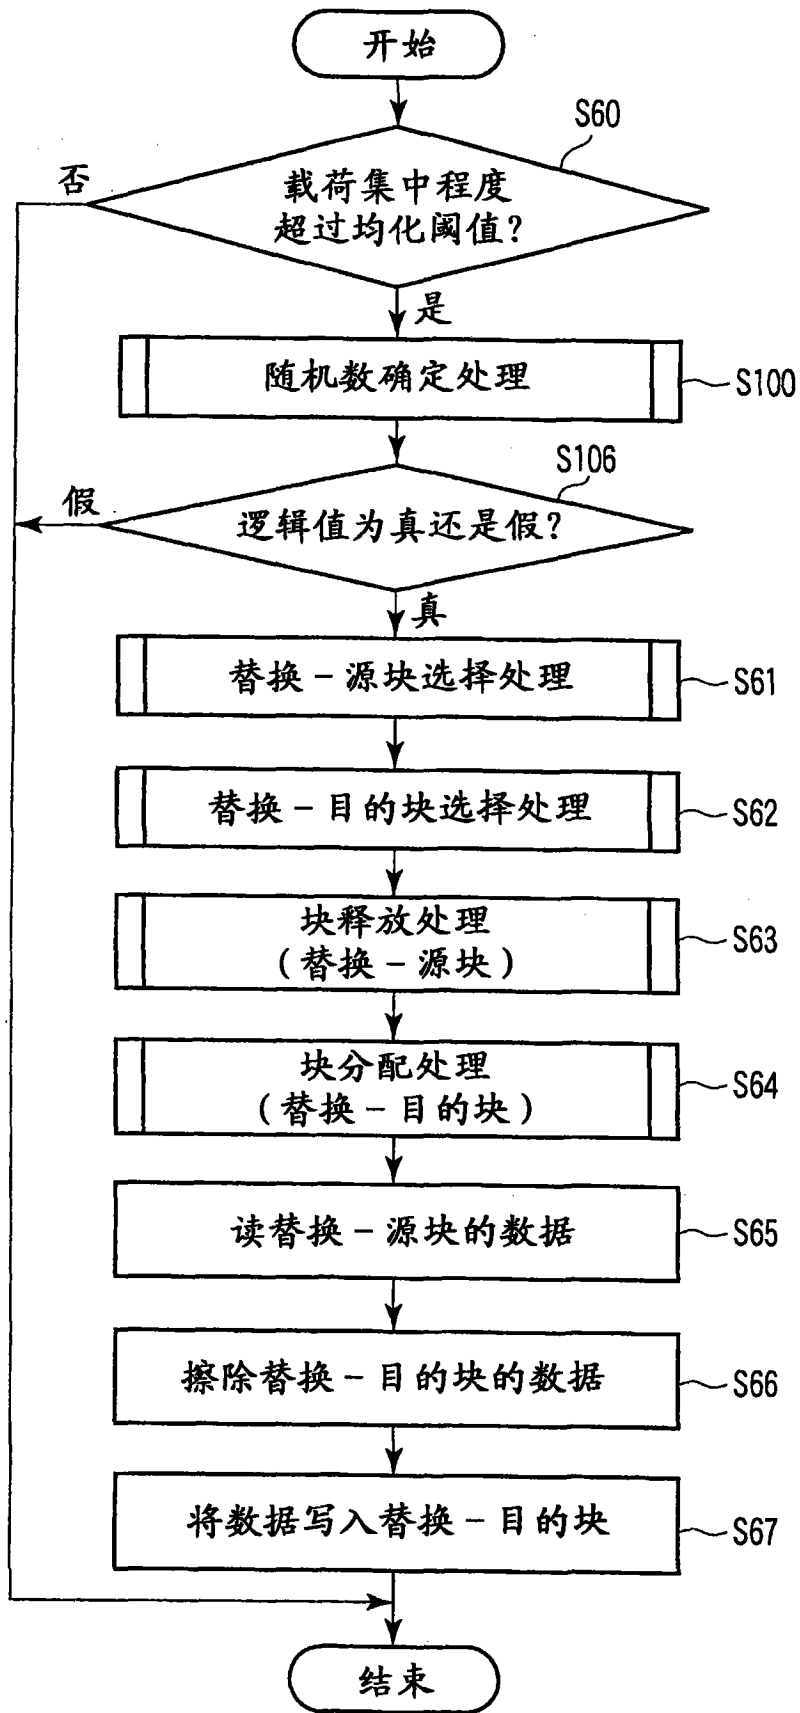 开始
S60
载荷集中程度
超过均化阈值?
否
是
随机数确定处理
S100
S106
假
逻辑值为真还是假?
真
替换-源块选择处理
S61
替换-目的块选择处理
S62
块释放处理
(替换-源块)
S63
块分配处理
(替换-目的块)
S64
读替换-源块的数据
S65
擦除替换-目的块的数据
S66
将数据写入替换-目的块
S67
结束